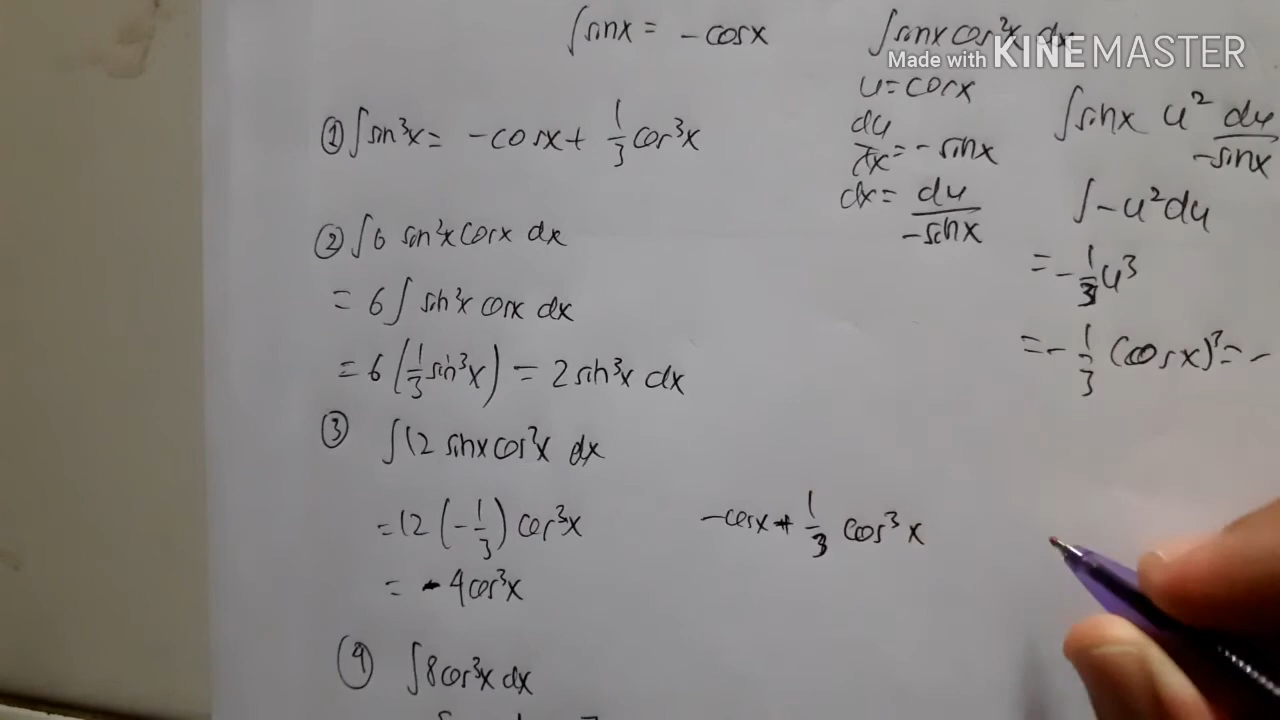 ∫sinx = -cosx
① ∫sin³x = -cosx + 1/3 cos³x
② ∫6 sin²x cosx dx
= 6∫ sin²x cosx dx
= 6(1/3 sin³x) = 2 sin³x dx
③ ∫12 sinx cos²x dx
= 12(-1/3) cos³x
= -4cos³x
④ ∫8cos³x dx
-cosx + 1/3 cos³x
∫sinx cos²x dx
Made with KINEMASTER
u = cosx
du/dx = -sinx
dx = du/-sinx
∫sinx u² du/-sinx
∫-u²du
= -1/3 u³
= -1/3 (cosx)³ = -